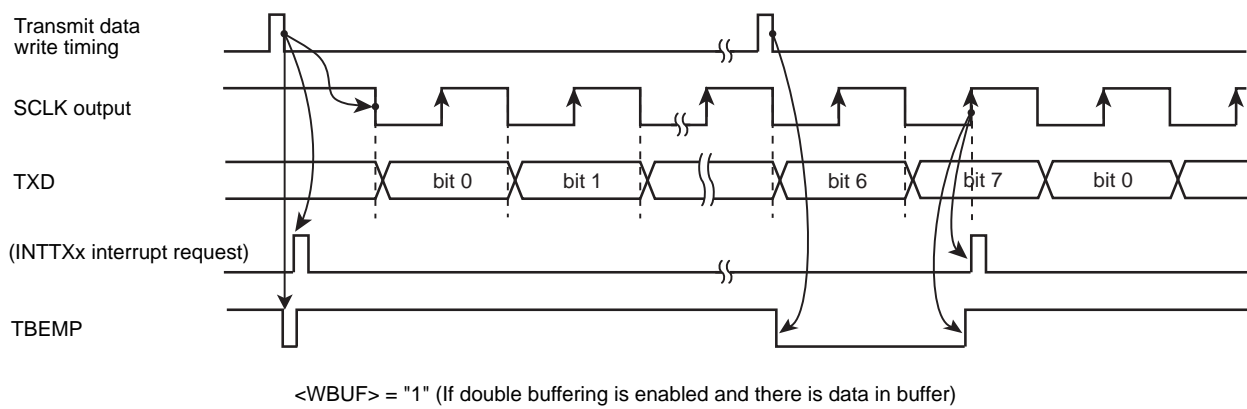 Transmit data
write timing
SCLK output
TXD
bit 0
bit 1
bit 6
bit 7
bit 0
(INTTXx interrupt request)
TBEMP
<WBUF> = "1" (If double buffering is enabled and there is data in buffer)